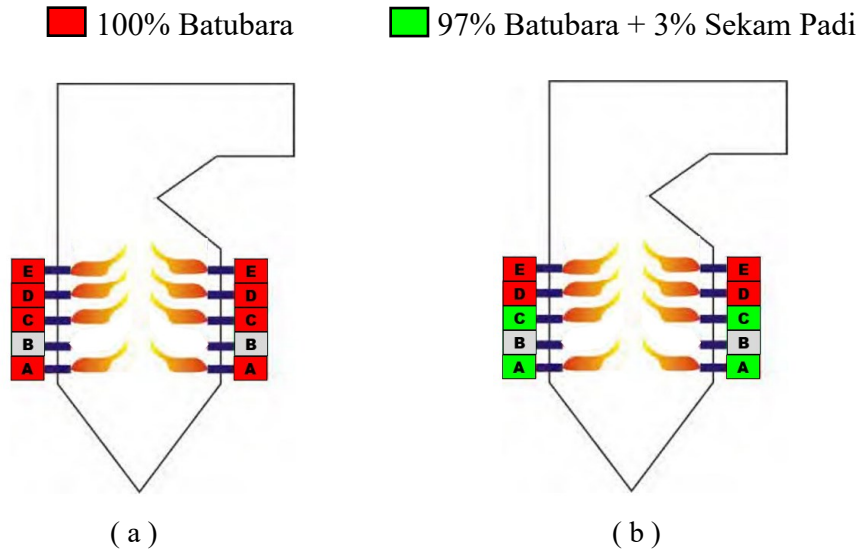 100% Batubara
97% Batubara + 3% Sekam Padi
E E
D D
C C
B B
A A
E E
D D
C C
B B
A A
( a )
( b )